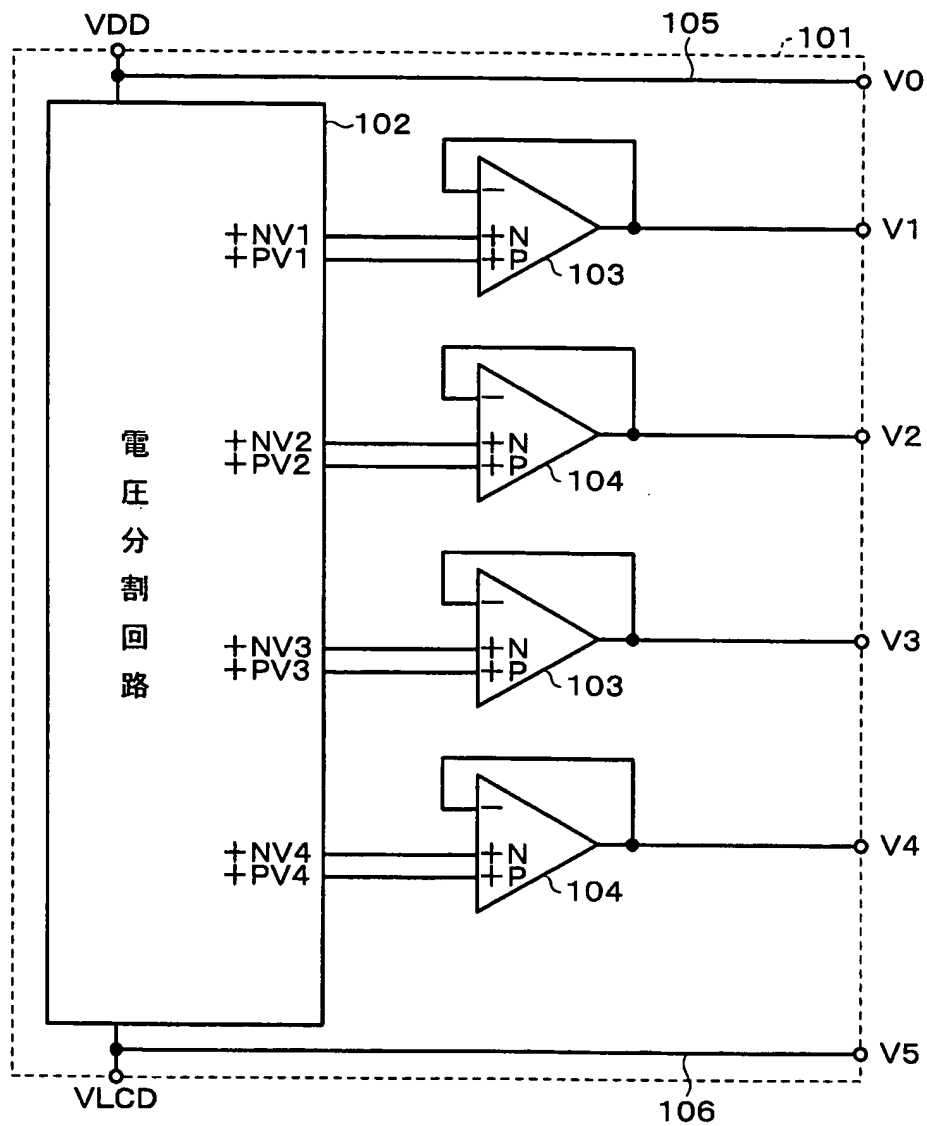 VDD
105
101
V0
102
−
+NV1
+N
V1
+PV1
+P
103
−
+NV2
+N
V2
+PV2
+P
104
電圧分割回路
−
+NV3
+N
V3
+PV3
+P
103
−
+NV4
+N
V4
+PV4
+P
104
V5
VLCD
106